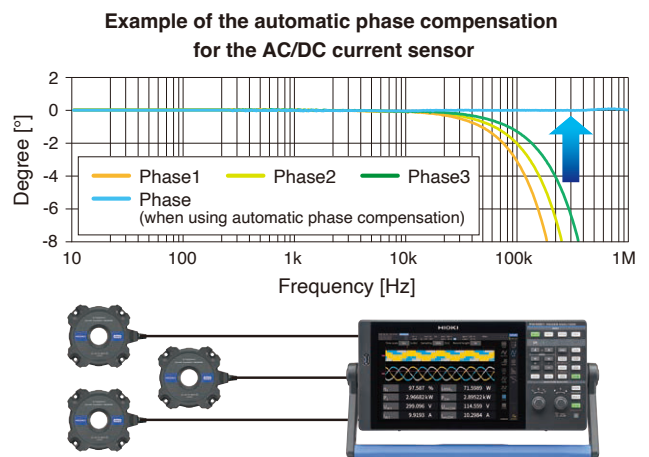 Example of the automatic phase compensation
for the AC/DC current sensor
Degree [°]
2
0
-2
-4
-6
-8
Phase1 Phase2 Phase3
Phase
(when using automatic phase compensation)
10 100 1k 10k 100k 1M
Frequency [Hz]
HIOKI
97.587 % 71.5989 W
2.96682 kW 2.89522 kW
299.096 V 114.559 V
9.9193 A 10.2984 A